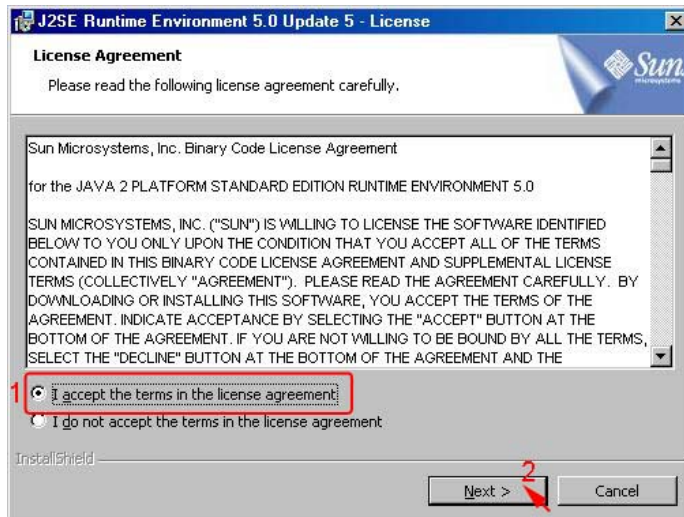 J2SE Runtime Environment 5.0 Update 5 - License
License Agreement
Please read the following license agreement carefully.
Sun
microsystems
Sun Microsystems, Inc. Binary Code License Agreement
for the JAVA 2 PLATFORM STANDARD EDITION RUNTIME ENVIRONMENT 5.0
SUN MICROSYSTEMS, INC. ("SUN") IS WILLING TO LICENSE THE SOFTWARE IDENTIFIED
BELOW TO YOU ONLY UPON THE CONDITION THAT YOU ACCEPT ALL OF THE TERMS
CONTAINED IN THIS BINARY CODE LICENSE AGREEMENT AND SUPPLEMENTAL LICENSE
TERMS (COLLECTIVELY "AGREEMENT"). PLEASE READ THE AGREEMENT CAREFULLY. BY
DOWNLOADING OR INSTALLING THIS SOFTWARE, YOU ACCEPT THE TERMS OF THE
AGREEMENT. INDICATE ACCEPTANCE BY SELECTING THE "ACCEPT" BUTTON AT THE
BOTTOM OF THE AGREEMENT. IF YOU ARE NOT WILLING TO BE BOUND BY ALL THE TERMS,
SELECT THE "DECLINE" BUTTON AT THE BOTTOM OF THE AGREEMENT AND THE
1 I accept the terms in the license agreement
I do not accept the terms in the license agreement
InstallShield
2
Next > Cancel